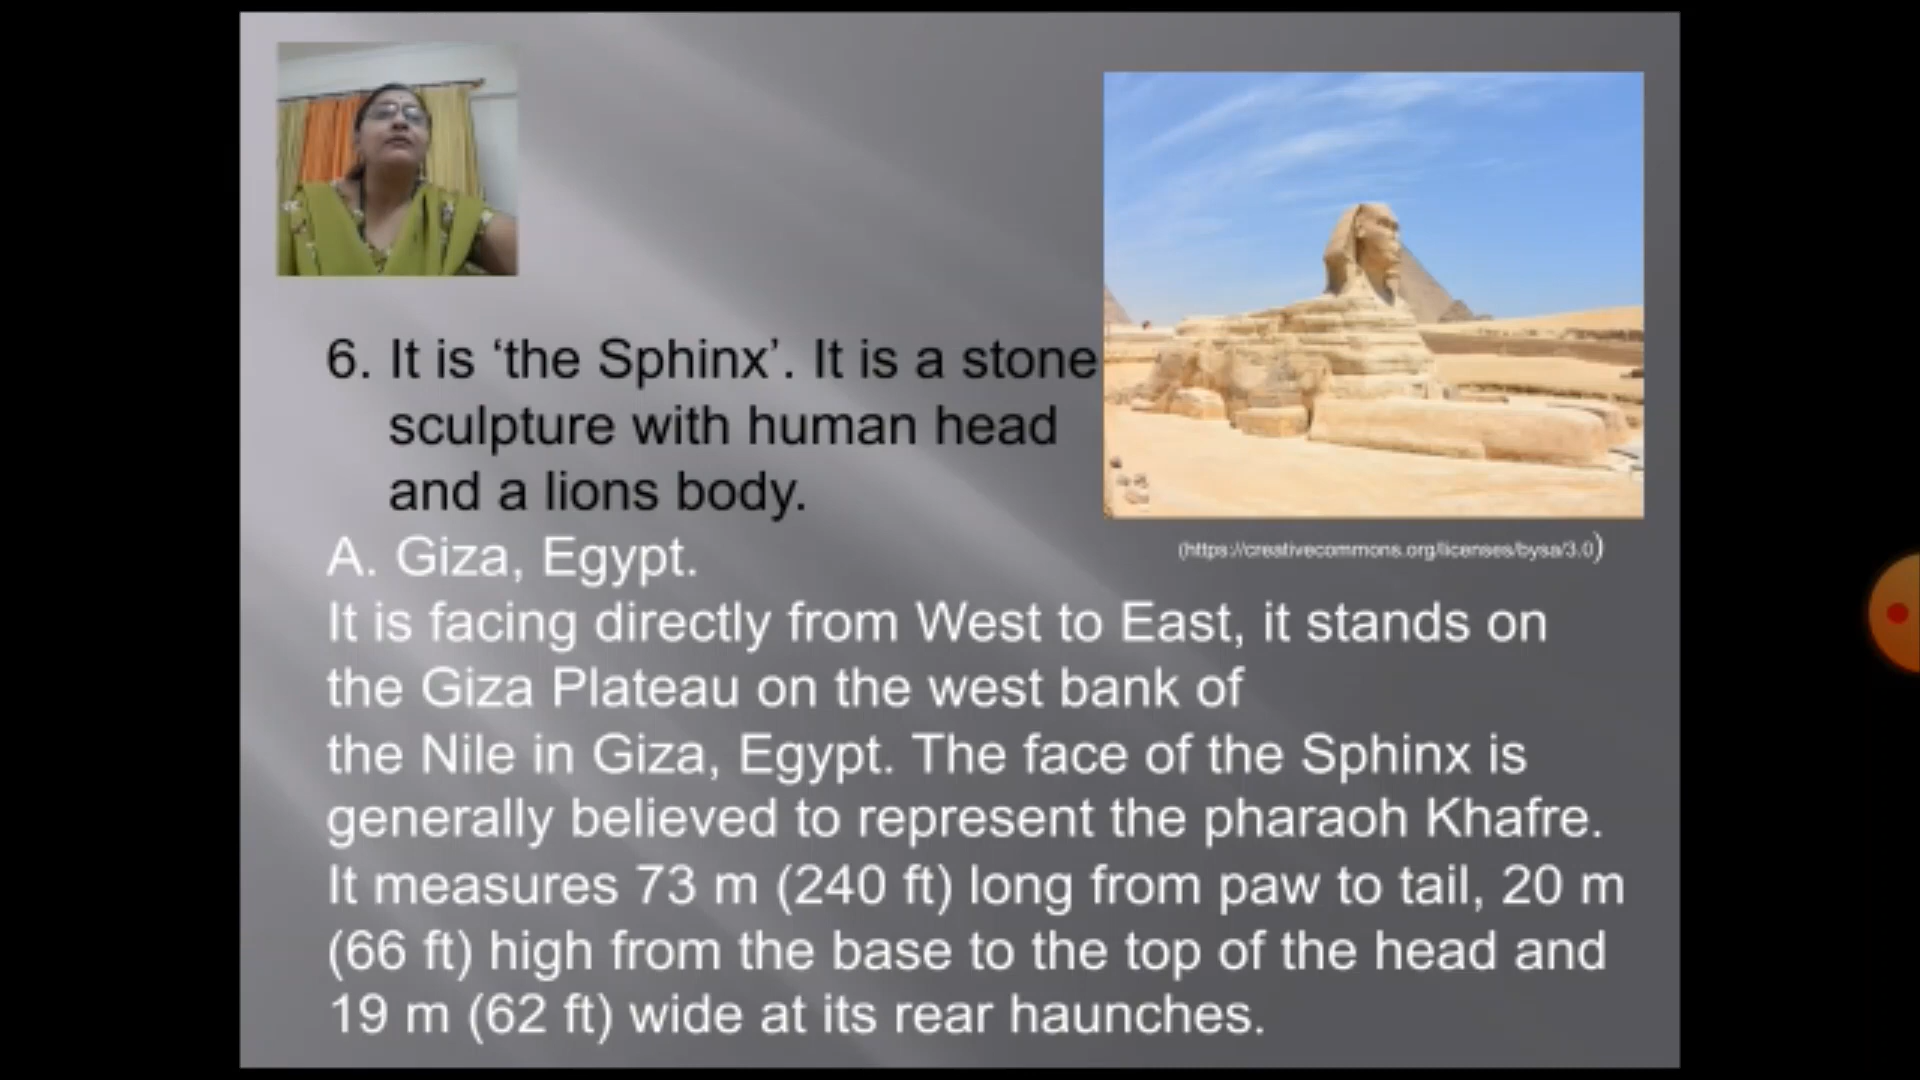 6. It is ‘the Sphinx’. It is a stone
sculpture with human head
and a lions body.
(https://creativecommons.org/licenses/bysa/3.0)
A. Giza, Egypt.
It is facing directly from West to East, it stands on
the Giza Plateau on the west bank of
the Nile in Giza, Egypt. The face of the Sphinx is
generally believed to represent the pharaoh Khafre.
It measures 73 m (240 ft) long from paw to tail, 20 m
(66 ft) high from the base to the top of the head and
19 m (62 ft) wide at its rear haunches.